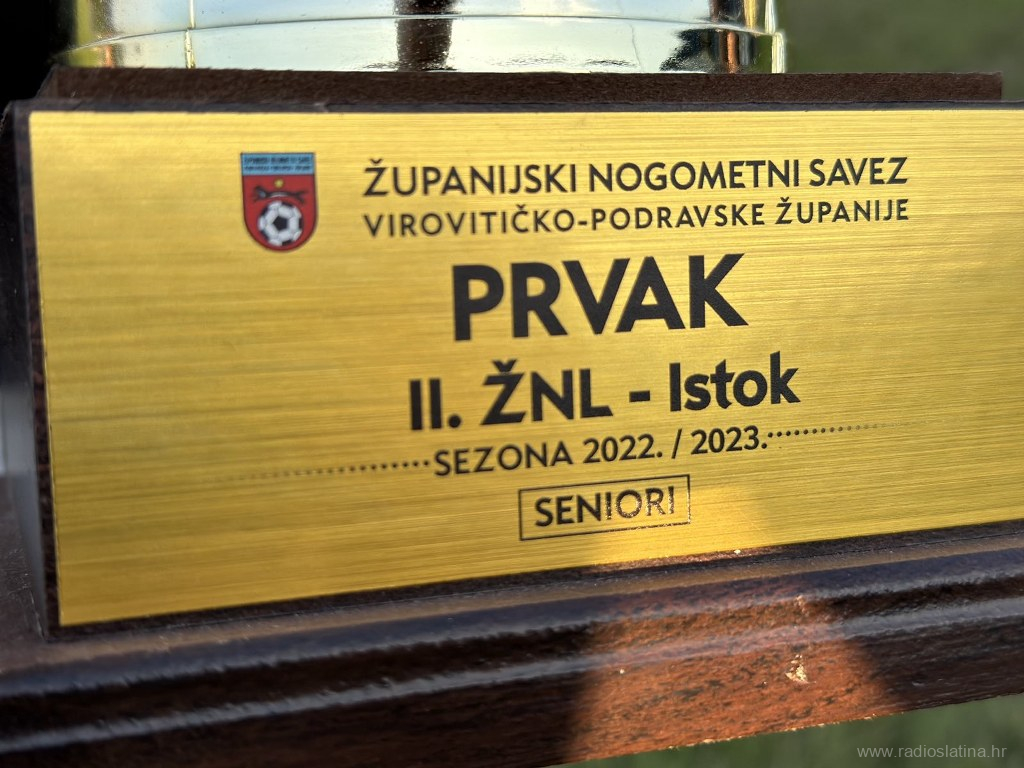 ŽUPANIJSKI NOGOMETNI SAVEZ
VIROVITIČKO-PODRAVSKE ŽUPANIJE
PRVAK
II. ŽNL - Istok
SEZONA 2022. / 2023.
SENIORI
www.radioslatina.hr